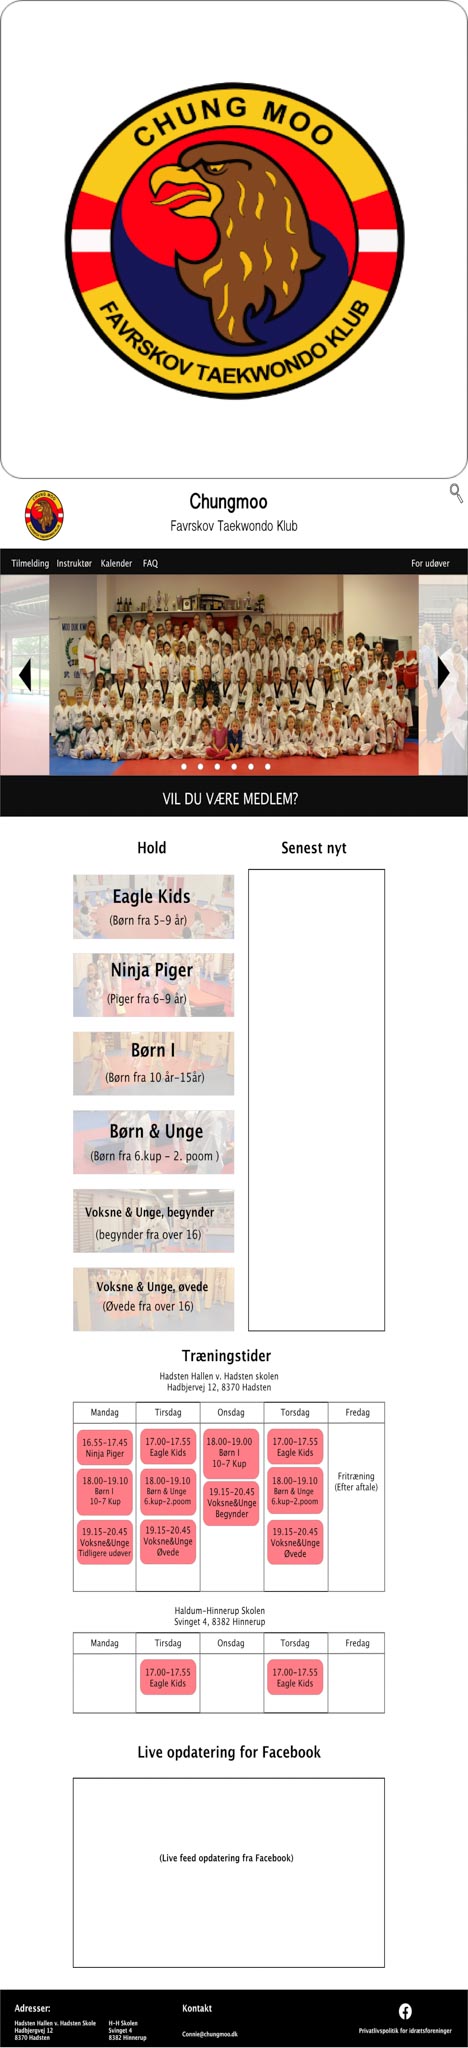 CHUNG MOO
FAVRSKOV TAEKWONDO KLUB
CHUNG MOO
Chungmoo
Favrskov Taekwondo Klub
Tilmelding Instruktør Kalender FAQ For udøver
MOO DUK KWAN
VIL DU VÆRE MEDLEM?
Hold
Senest nyt
Eagle Kids
(Børn fra 5-9 år)
Ninja Piger
(Piger fra 6-9 år)
Børn I
(Børn fra 10 år-15år)
Børn & Unge
(Børn fra 6.kup - 2. poom )
Voksne & Unge, begynder
(begynder fra over 16)
Voksne & Unge, øvede
(Øvede fra over 16)
Træningstider
Hadsten Hallen v. Hadsten skolen
Hadbjervej 12, 8370 Hadsten
Mandag Tirsdag Onsdag Torsdag Fredag
16.55-17.45
Ninja Piger
18.00-19.10
Børn I
10-7 Kup
19.15-20.45
Voksne&Unge
Tidligere udøver
17.00-17.55
Eagle Kids
18.00-19.10
Børn & Unge
6.kup-2.poom
19.15-20.45
Voksne&Unge
Øvede
18.00-19.00
Børn I
10-7 Kup
19.15-20.45
Voksne&Unge
Begynder
17.00-17.55
Eagle Kids
18.00-19.10
Børn & Unge
6.kup-2.poom
19.15-20.45
Voksne&Unge
Øvede
Fritræning
(Efter aftale)
Haldum-Hinnerup Skolen
Svinget 4, 8382 Hinnerup
Mandag Tirsdag Onsdag Torsdag Fredag
17.00-17.55
Eagle Kids
17.00-17.55
Eagle Kids
Live opdatering for Facebook
(Live feed opdatering fra Facebook)
Adresser:
Hadsten Hallen v. Hadsten Skole
Hadbjergvej 12
8370 Hadsten
H-H Skolen
Svinget 4
8382 Hinnerup
Kontakt
Connie@chungmoo.dk
Privatlivspolitik for idrætsforeninger